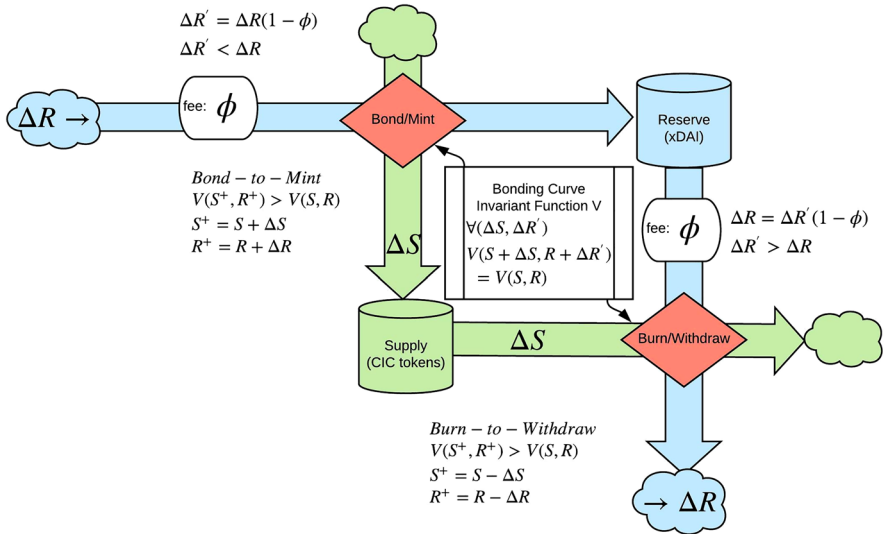 ΔR′ = ΔR(1 − ϕ)
ΔR′ < ΔR
ΔR →
fee: ϕ
Bond/Mint
Reserve
(xDAI)
Bond − to − Mint
V(S⁺, R⁺) > V(S, R)
S⁺ = S + ΔS
R⁺ = R + ΔR
ΔS
Bonding Curve
Invariant Function V
∀(ΔS, ΔR′)
V(S + ΔS, R + ΔR′)
= V(S, R)
fee: ϕ
ΔR = ΔR′(1 − ϕ)
ΔR′ > ΔR
Supply
(CIC tokens)
ΔS
Burn/Withdraw
Burn − to − Withdraw
V(S⁺, R⁺) > V(S, R)
S⁺ = S − ΔS
R⁺ = R − ΔR
→ ΔR